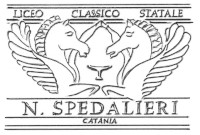 LICEO CLASSICO STATALE
N. SPEDALIERI
CATANIA